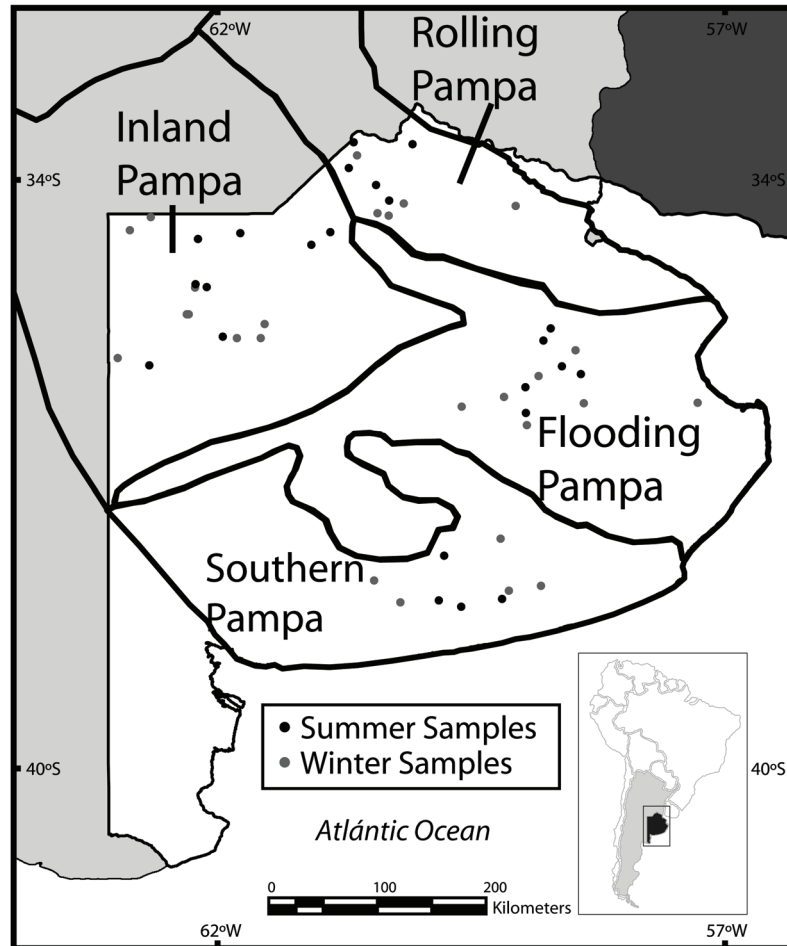 62ºW
57ºW
Rolling
Pampa
Inland
Pampa
34ºS
34ºS
Flooding
Pampa
Southern
Pampa
Summer Samples
Winter Samples
40ºS
40ºS
Atlántic Ocean
0 100 200
Kilometers
62ºW
57ºW